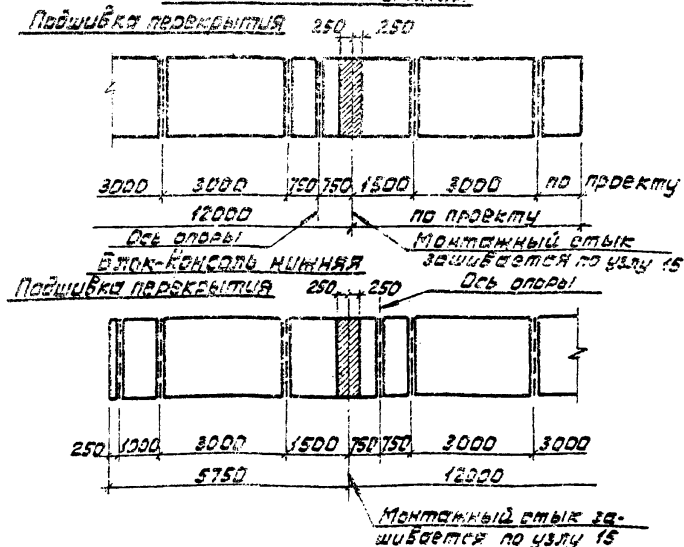 Подшивка перекрытия
250 250
3000 3000 750 750 1500 3000 по проекту
12000 по проекту
Ось опоры
Монтажный стык
зашивается по узлу 15
Блок-консоль нижняя
Подшивка перекрытия
250 250
Ось опоры
250 1000 3000 1500 750 750 3000 3000
5750 12000
Монтажный стык за-
шивается по узлу 15